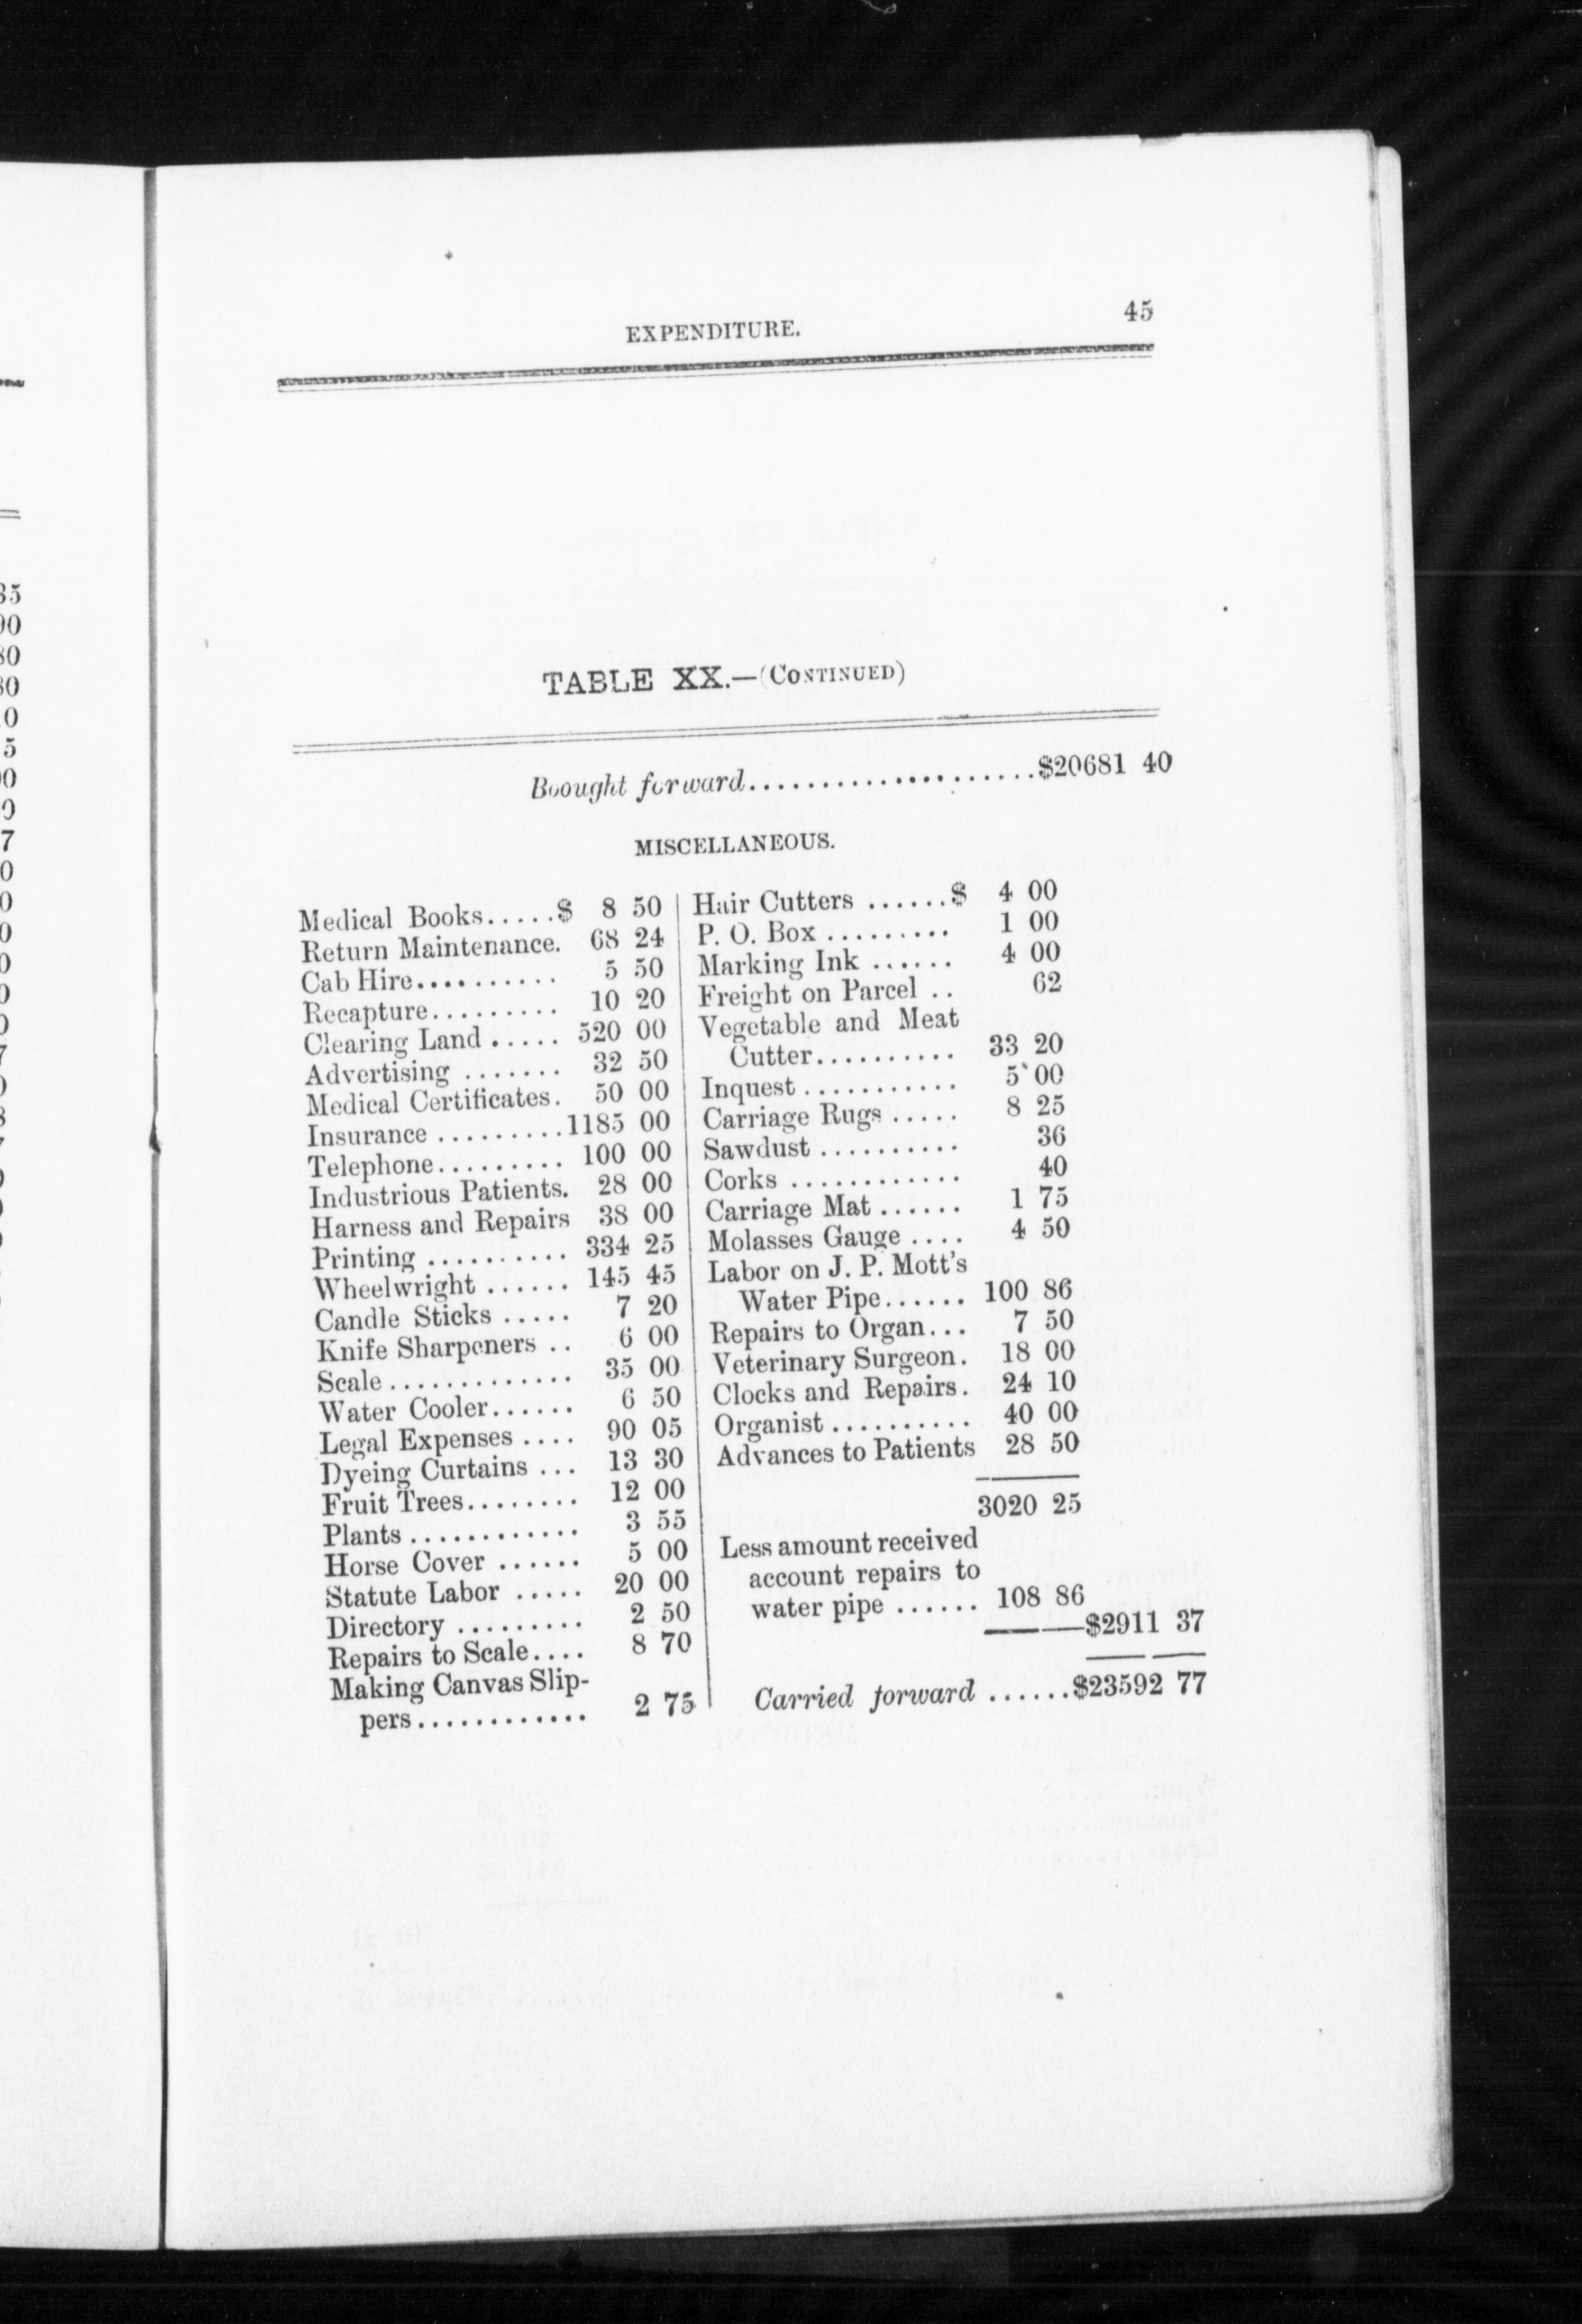 EXPENDITURE.
45
TABLE XX.—(CONTINUED)
Boought forward.....................$20681 40
MISCELLANEOUS.
Medical Books.....$ 8 50
Return Maintenance. 68 24
Cab Hire.......... 5 50
Recapture......... 10 20
Clearing Land ..... 520 00
Advertising ....... 32 50
Medical Certificates. 50 00
Insurance .........1185 00
Telephone......... 100 00
Industrious Patients. 28 00
Harness and Repairs 38 00
Printing .......... 334 25
Wheelwright ...... 145 45
Candle Sticks ..... 7 20
Knife Sharpeners .. 6 00
Scale............. 35 00
Water Cooler...... 6 50
Legal Expenses .... 90 05
Dyeing Curtains ... 13 30
Fruit Trees........ 12 00
Plants ............ 3 55
Horse Cover ...... 5 00
Statute Labor ..... 20 00
Directory ......... 2 50
Repairs to Scale.... 8 70
Making Canvas Slip-
pers............ 2 75
Hair Cutters ......$ 4 00
P. O. Box ......... 1 00
Marking Ink ...... 4 00
Freight on Parcel .. 62
Vegetable and Meat
Cutter.......... 33 20
Inquest ........... 5 00
Carriage Rugs ..... 8 25
Sawdust .......... 36
Corks ............ 40
Carriage Mat ...... 1 75
Molasses Gauge .... 4 50
Labor on J. P. Mott's
Water Pipe...... 100 86
Repairs to Organ... 7 50
Veterinary Surgeon. 18 00
Clocks and Repairs. 24 10
Organist .......... 40 00
Advances to Patients 28 50
3020 25
Less amount received
account repairs to
water pipe ...... 108 86
$2911 37
Carried forward ......$23592 77